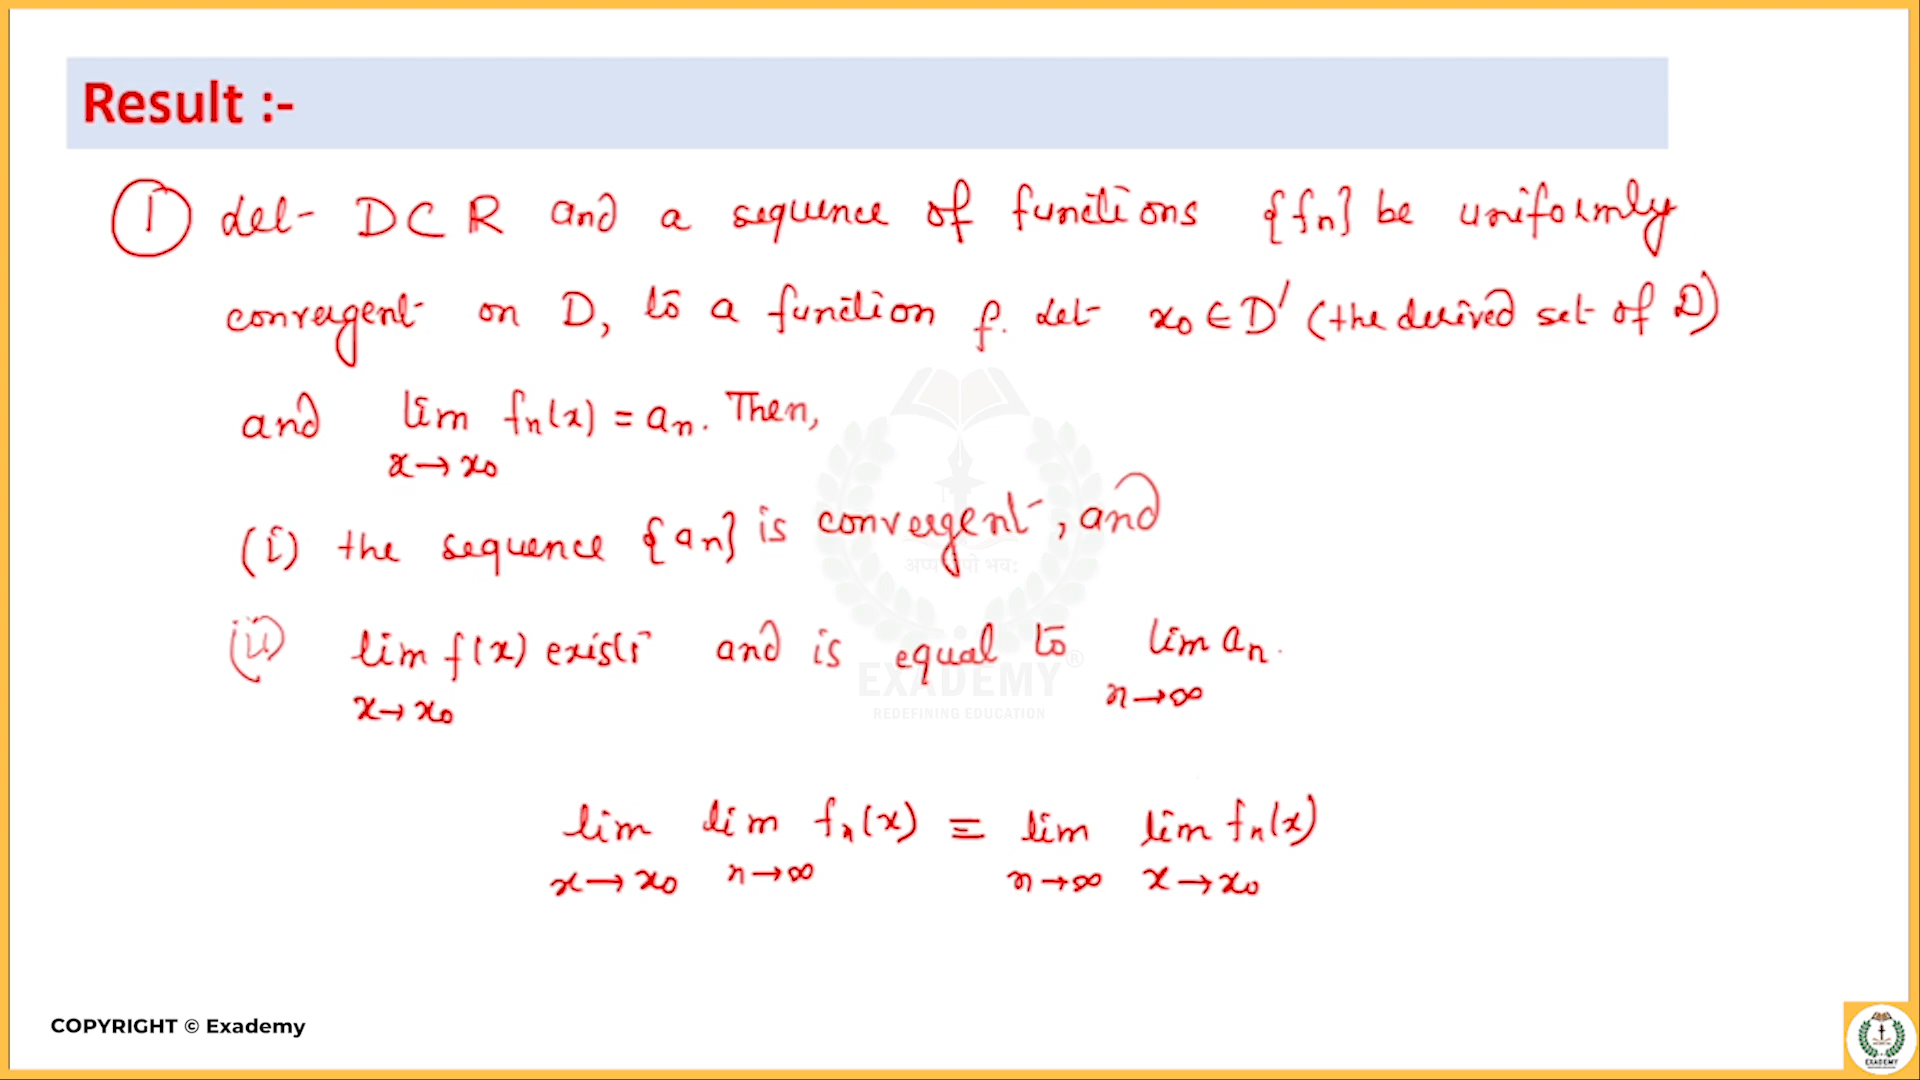 Result :-
① Let D ⊂ R and a sequence of functions {fn} be uniformly
convergent on D, to a function f. Let x₀ ∈ D' (the derived set of D)
and lim fn(x) = an. Then,
x→x₀
(i) the sequence {an} is convergent, and
(ii) lim f(x) exists and is equal to lim an.
x→x₀ n→∞
lim lim fn(x) = lim lim fn(x)
x→x₀ n→∞ n→∞ x→x₀
EXADEMY®
REDEFINING EDUCATION
COPYRIGHT © Exademy
EXADEMY